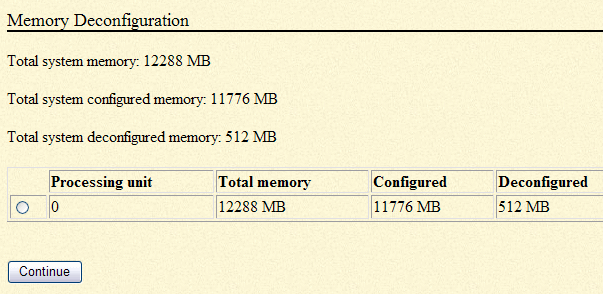 Memory Deconfiguration
Total system memory: 12288 MB
Total system configured memory: 11776 MB
Total system deconfigured memory: 512 MB
Processing unit Total memory Configured Deconfigured
0 12288 MB 11776 MB 512 MB
Continue